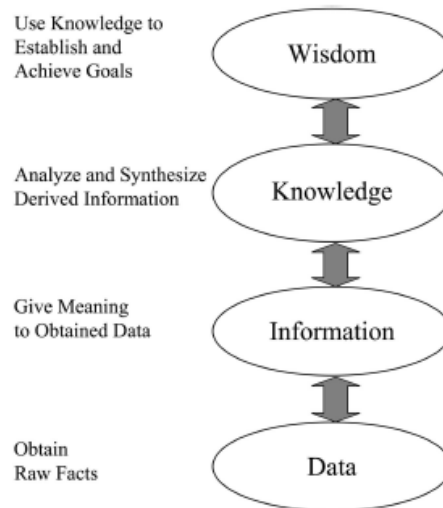 Use Knowledge to
Establish and
Achieve Goals
Wisdom
Analyze and Synthesize
Derived Information
Knowledge
Give Meaning
to Obtained Data
Information
Obtain
Raw Facts
Data